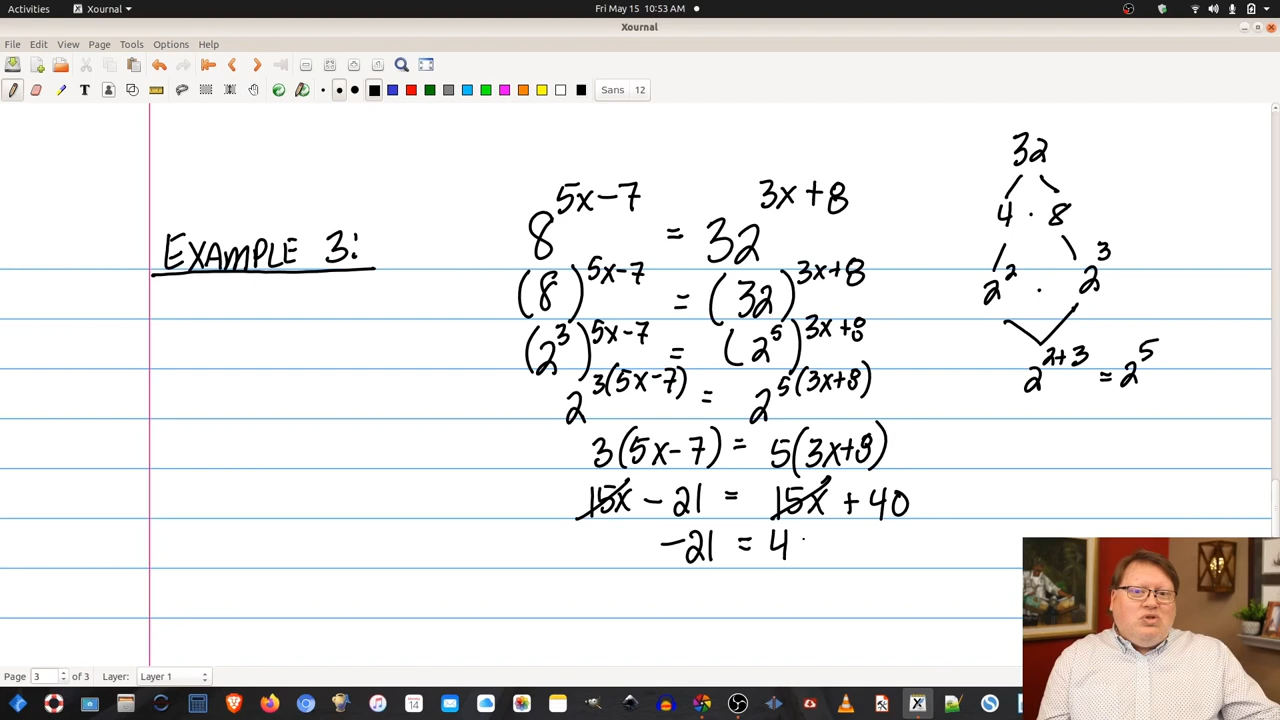 Activities Xournal Fri May 15 10:53 AM
Xournal
File Edit View Page Tools Options Help
Sans 12
EXAMPLE 3:
8^{5x-7} = 32^{3x+8}
(8)^{5x-7} = (32)^{3x+8}
(2^3)^{5x-7} = (2^5)^{3x+8}
2^{3(5x-7)} = 2^{5(3x+8)}
3(5x-7) = 5(3x+8)
15x - 21 = 15x + 40
-21 = 4
32
4 · 8
2^2 · 2^3
2^{2+3} = 2^5
Page 3 of 3 Layer: Layer 1